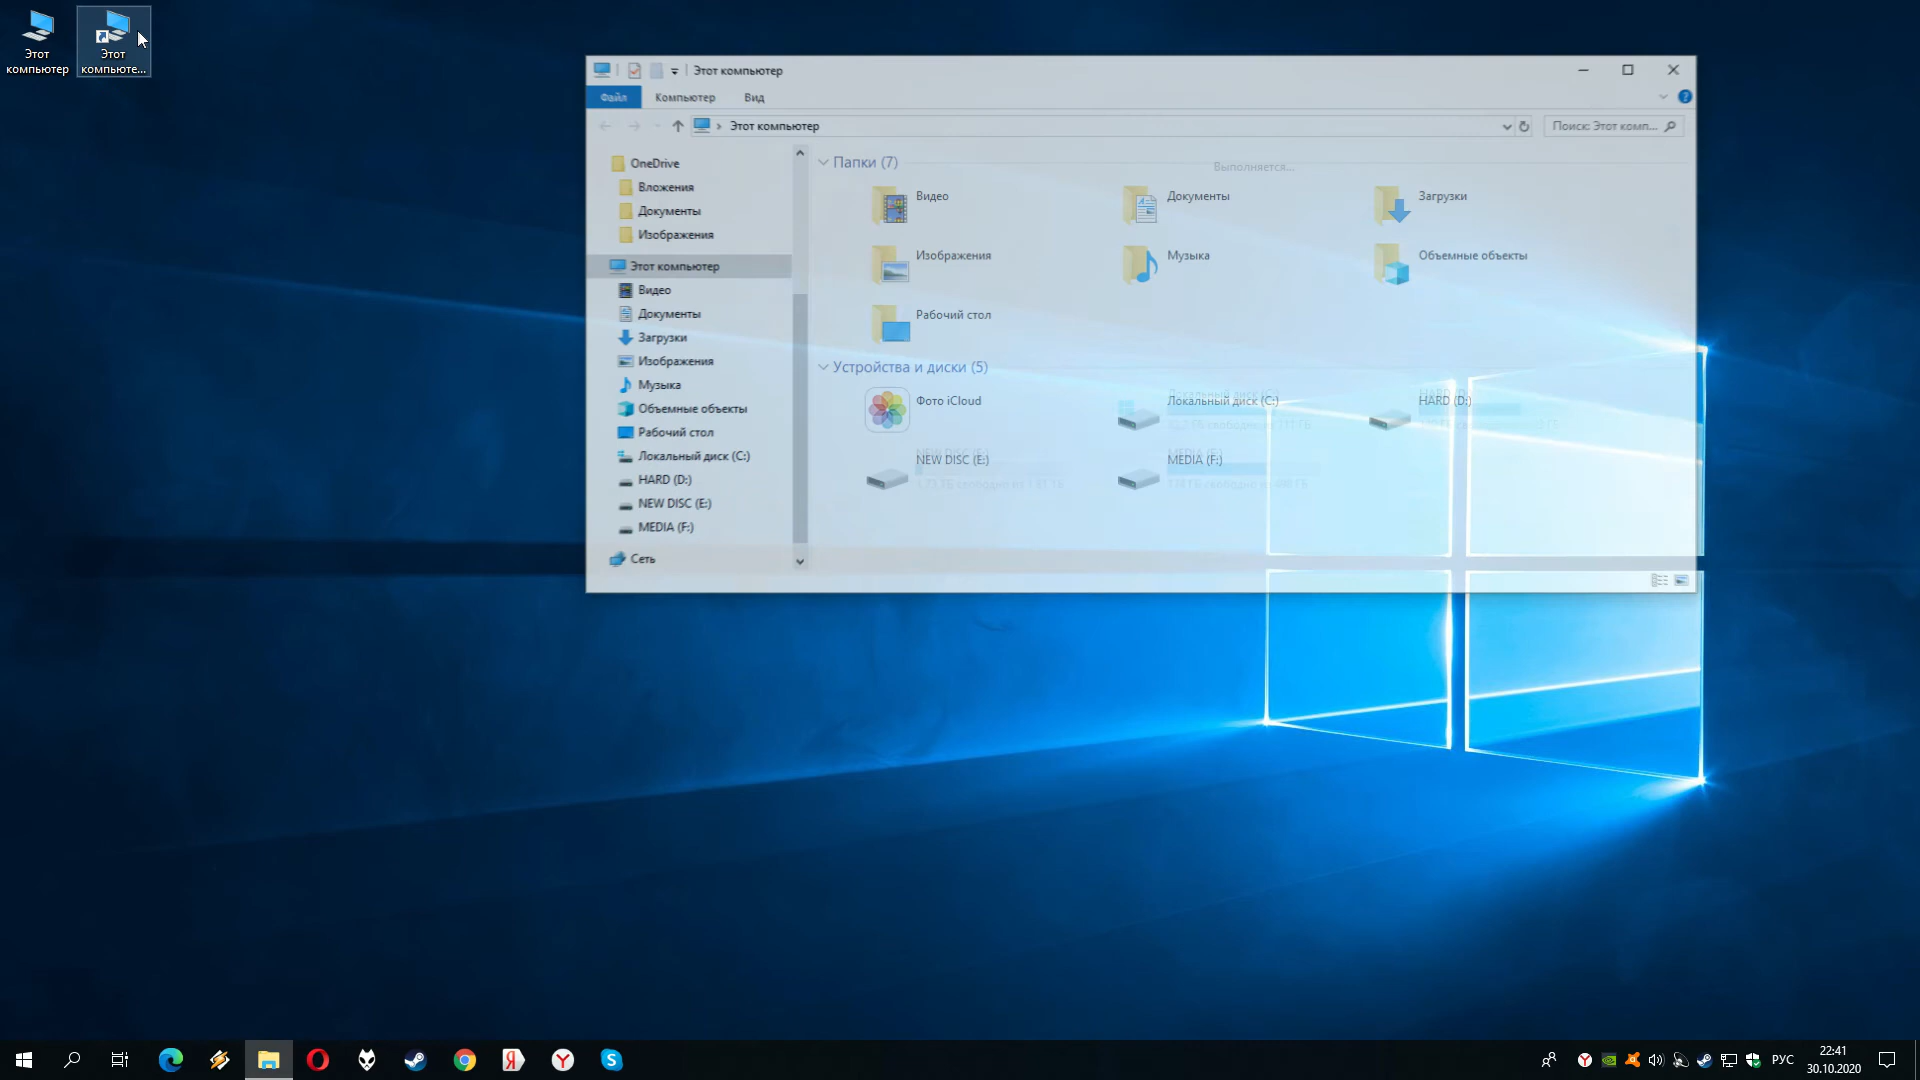 Этот
компьютер
Этот
компьюте...
Этот компьютер
Файл
Компьютер
Вид
Этот компьютер
Поиск: Этот комп...
OneDrive
Вложения
Документы
Изображения
Этот компьютер
Видео
Документы
Загрузки
Изображения
Музыка
Объемные объекты
Рабочий стол
Локальный диск (C:)
HARD (D:)
NEW DISC (E:)
MEDIA (F:)
Сеть
Папки (7)
Выполняется...
Видео
Документы
Загрузки
Изображения
Музыка
Объемные объекты
Рабочий стол
Устройства и диски (5)
Фото iCloud
Локальный диск (C:)
HARD (D:)
NEW DISC (E:)
MEDIA (F:)
РУС
22:41
30.10.2020